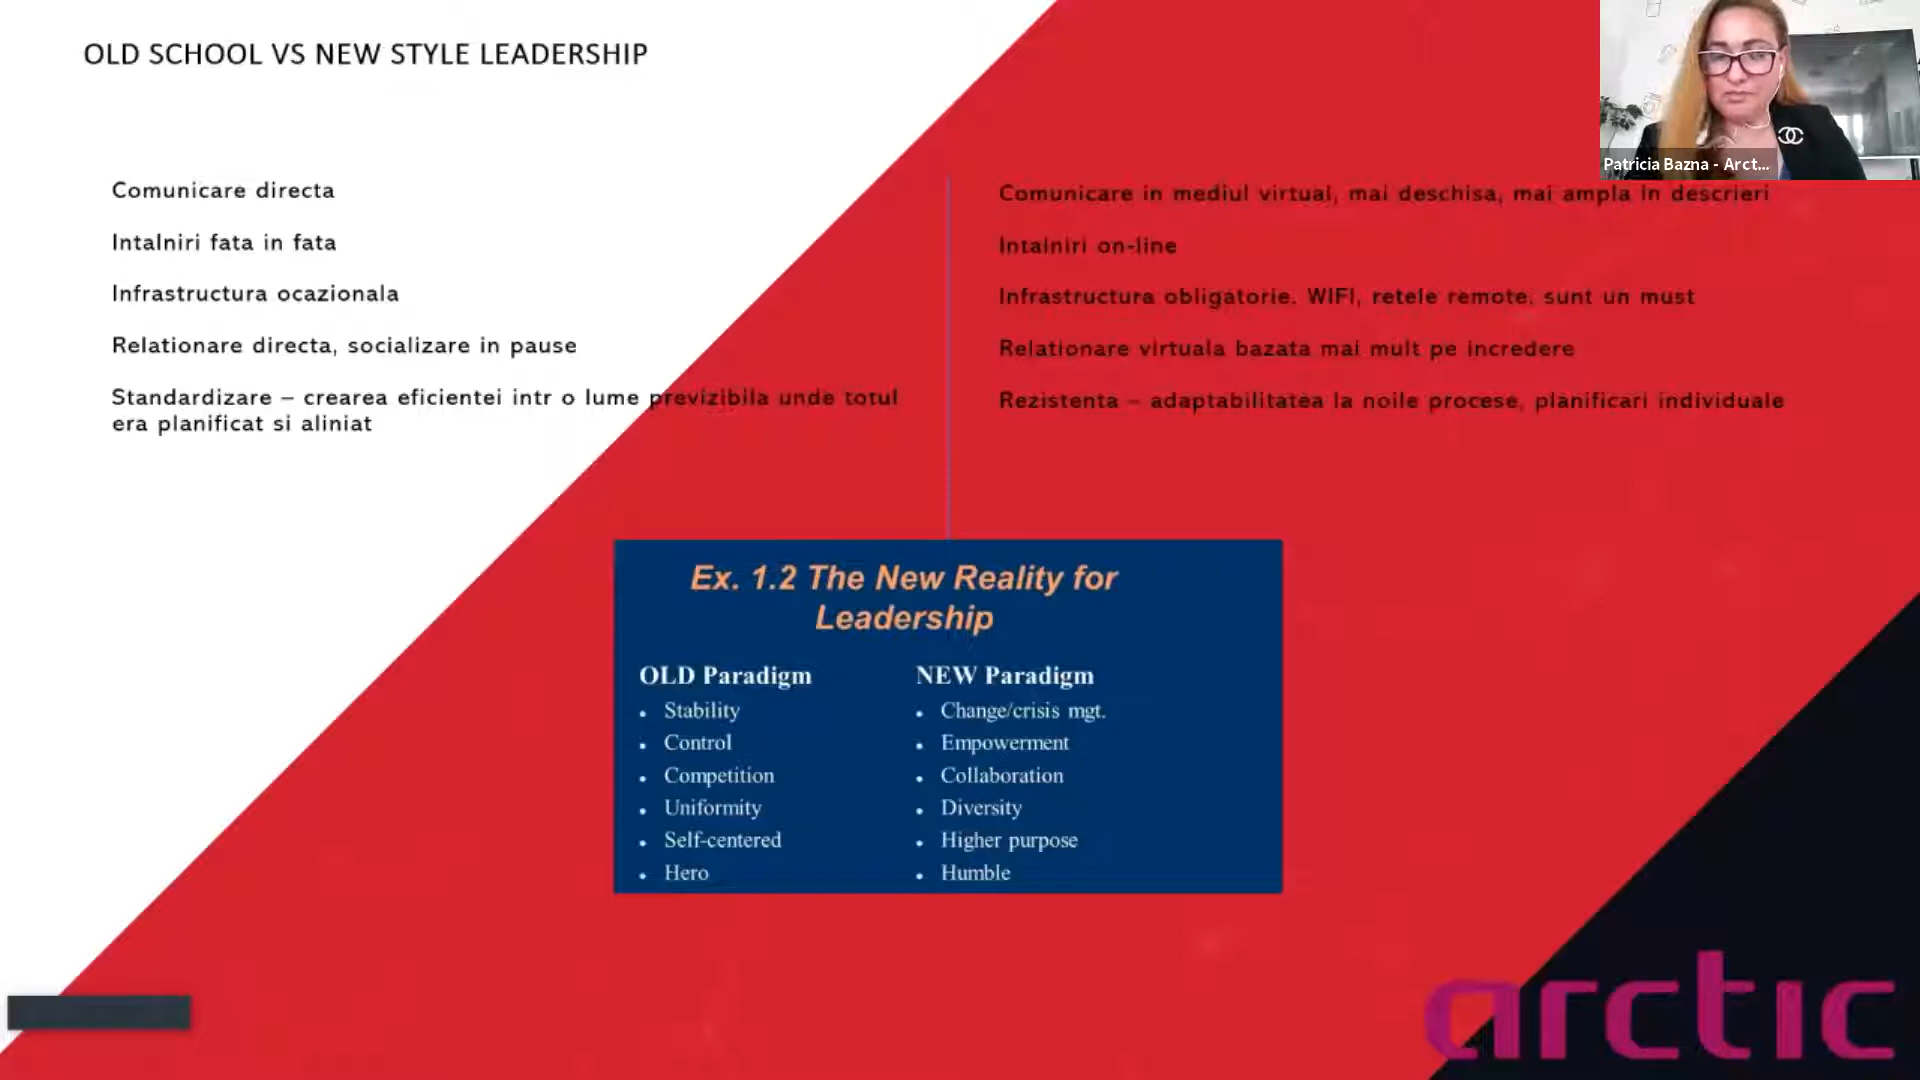 OLD SCHOOL VS NEW STYLE LEADERSHIP
Comunicare directa
Intalniri fata in fata
Infrastructura ocazionala
Relationare directa, socializare in pause
Standardizare – crearea eficientei intr o lume previzibila unde totul
era planificat si aliniat
Comunicare in mediul virtual, mai deschisa, mai ampla in descrieri
Intalniri on-line
Infrastructura obligatorie. WIFI, retele remote, sunt un must
Relationare virtuala bazata mai mult pe incredere
Rezistenta – adaptabilitatea la noile procese, planificari individuale
Ex. 1.2 The New Reality for
Leadership
OLD Paradigm
• Stability
• Control
• Competition
• Uniformity
• Self-centered
• Hero
NEW Paradigm
• Change/crisis mgt.
• Empowerment
• Collaboration
• Diversity
• Higher purpose
• Humble
Patricia Bazna - Arct...
arctic